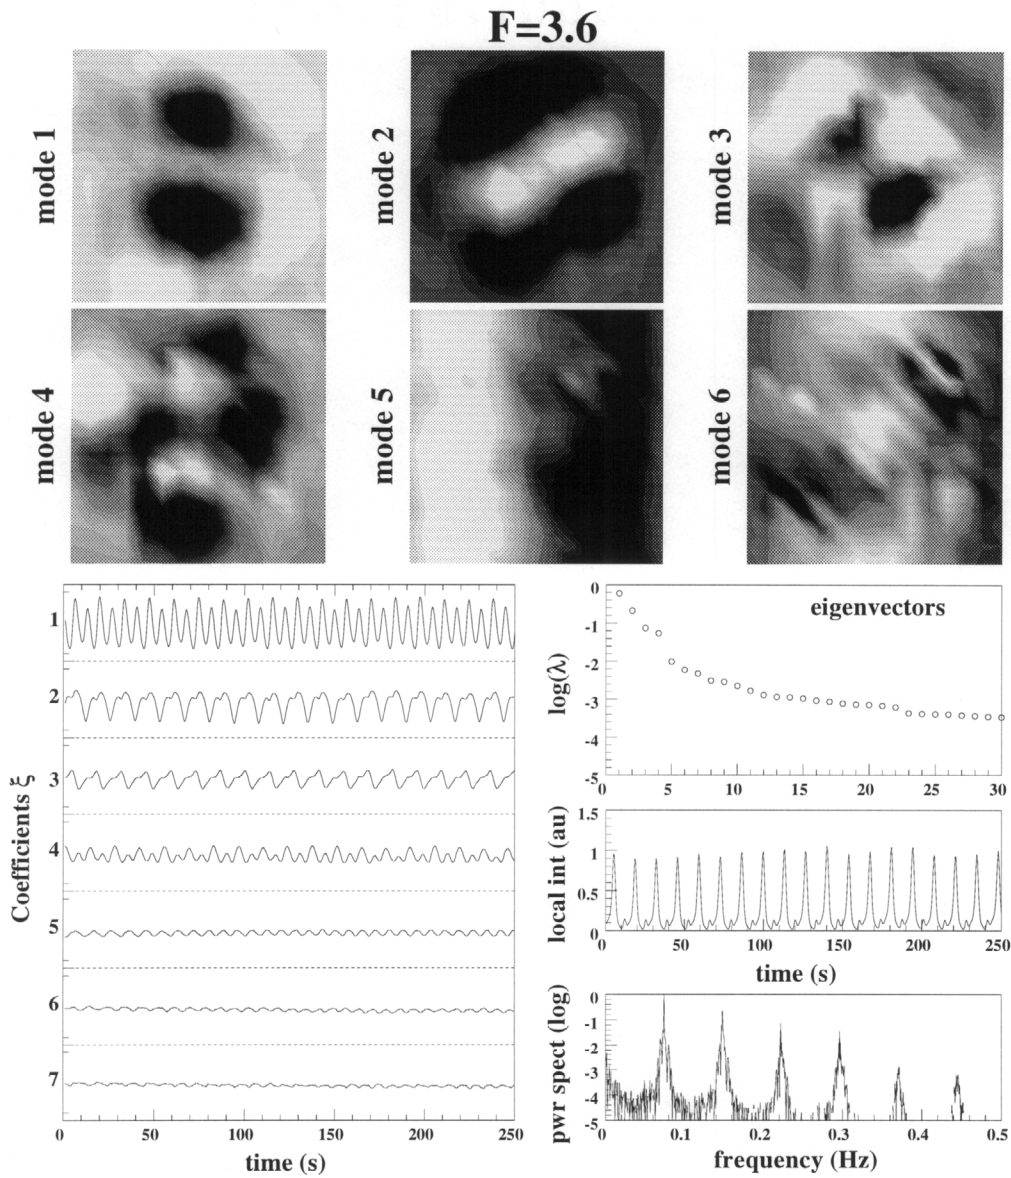 F=3.6
mode 1
mode 2
mode 3
mode 4
mode 5
mode 6
Coefficients ξ
1
2
3
4
5
6
7
0 50 100 150 200 250
time (s)
eigenvectors
log(λ)
0
-1
-2
-3
-4
-5
0 5 10 15 20 25 30
local int (au)
1.5
1
0.5
0
0 50 100 150 200 250
time (s)
pwr spect (log)
0
-1
-2
-3
-4
-5
0 0.1 0.2 0.3 0.4 0.5
frequency (Hz)